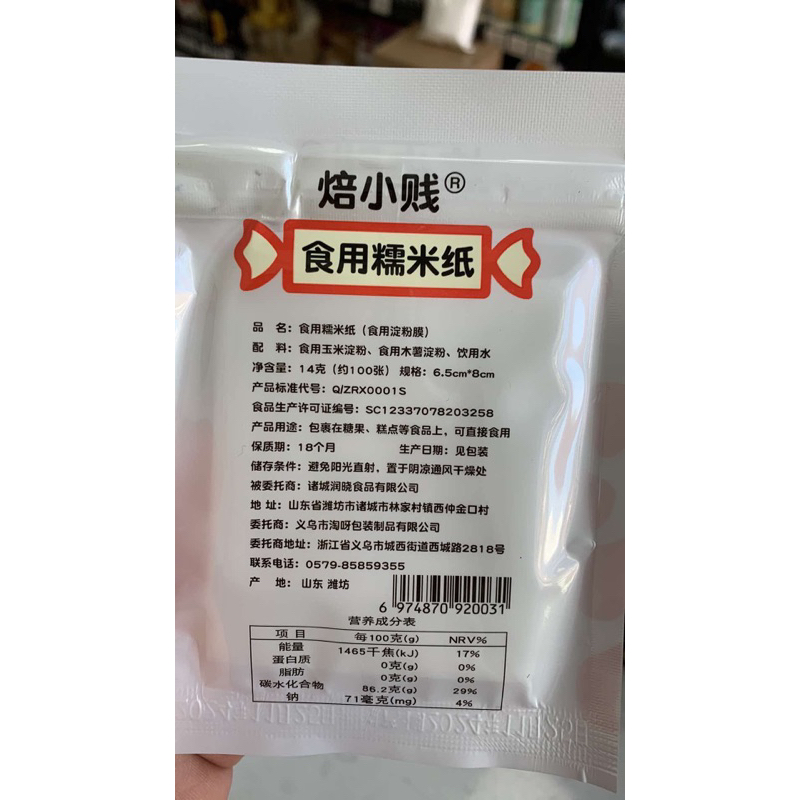 焙小贱®
食用糯米纸
品 名：食用糯米纸（食用淀粉膜）
配 料：食用玉米淀粉、食用木薯淀粉、饮用水
净含量：14克（约100张） 规格：6.5cm*8cm
产品标准代号：Q/ZRX0001S
食品生产许可证编号：SC12337078203258
产品用途：包裹在糖果、糕点等食品上，可直接食用
保质期：18个月 生产日期：见包装
储存条件：避免阳光直射，置于阴凉通风干燥处
被委托商：诸城润晓食品有限公司
地 址：山东省潍坊市诸城市林家村镇西仲金口村
委托商：义乌市淘呀包装制品有限公司
委托商地址：浙江省义乌市城西街道西城路2818号
联系电话：0579-85859355
产 地：山东 潍坊
6 974870 920031
营养成分表
项 目 每100克(g) NRV%
能量 1465千焦(kJ) 17%
蛋白质 0克(g) 0%
脂肪 0克(g) 0%
碳水化合物 86.2克(g) 29%
钠 71毫克(mg) 4%